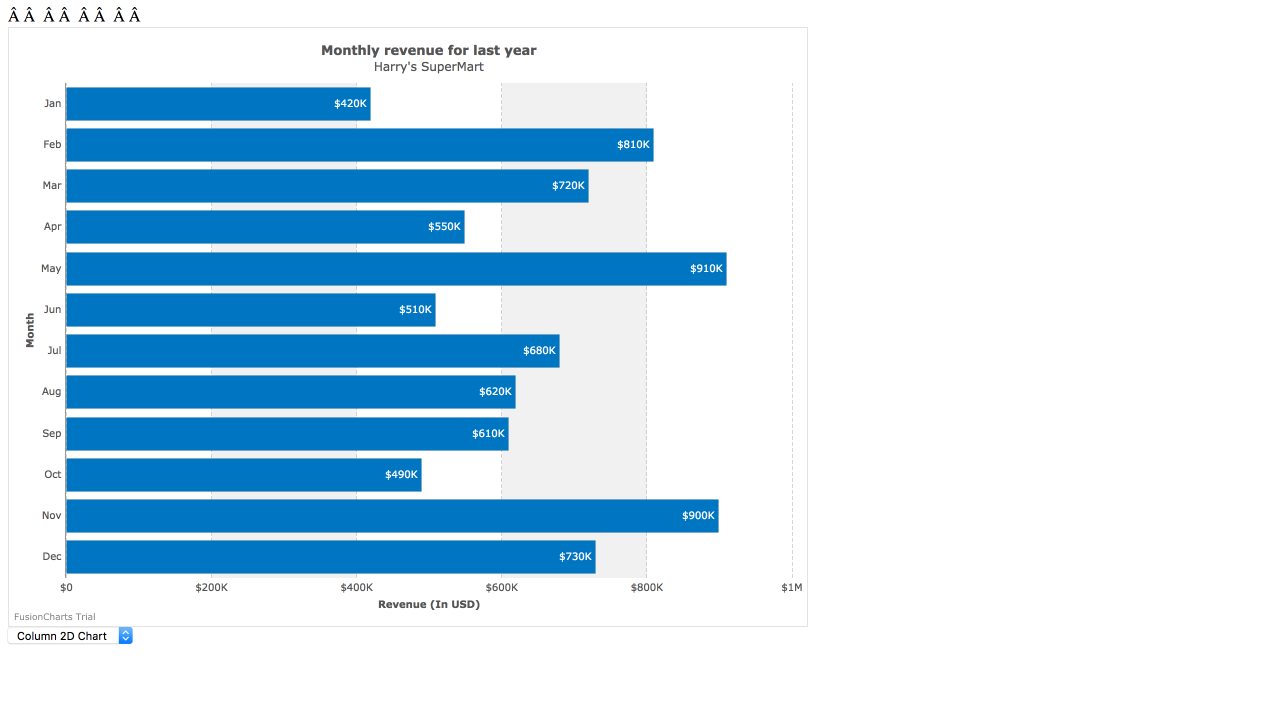 Â Â  Â Â  Â Â  Â Â
Monthly revenue for last year
Harry's SuperMart
Jan $420K
Feb $810K
Mar $720K
Apr $550K
May $910K
Jun $510K
Month
Jul $680K
Aug $620K
Sep $610K
Oct $490K
Nov $900K
Dec $730K
$0 $200K $400K $600K $800K $1M
Revenue (In USD)
FusionCharts Trial
Column 2D Chart